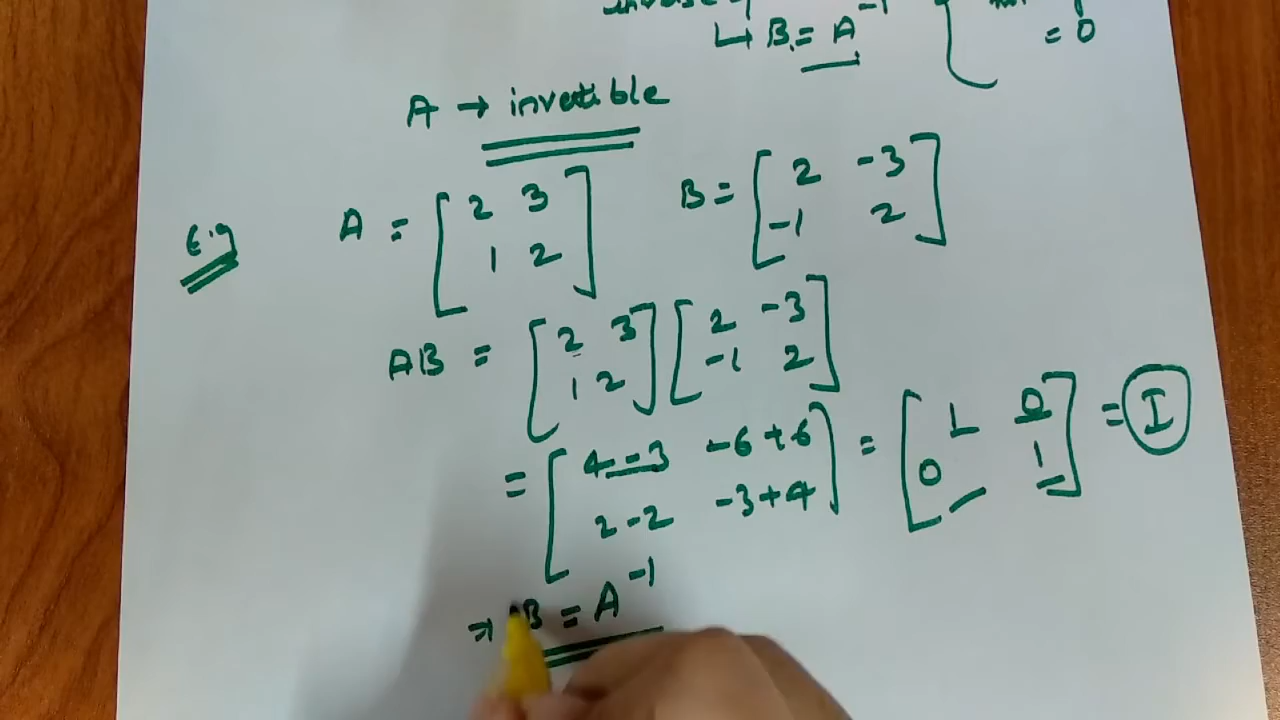 inverse
↳ B = A⁻¹
= 0
A → invertible
E.g A = [2 3
1 2] B = [2 -3
-1 2]
AB = [2 3
1 2] [2 -3
-1 2]
= [4-3 -6+6
2-2 -3+4] = [1 0
0 1] = I
⇒ B = A⁻¹